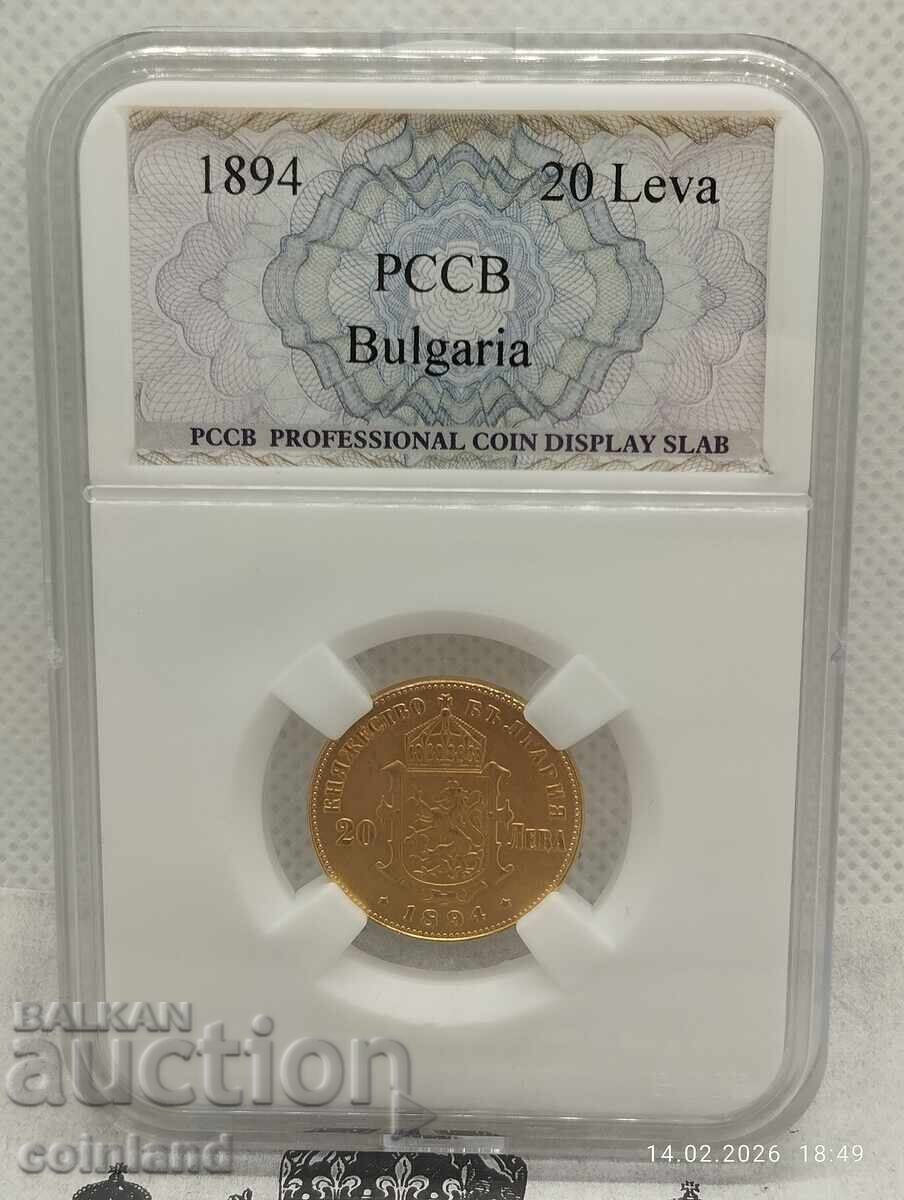 1894 20 Leva
PCCB
Bulgaria
PCCB PROFESSIONAL COIN DISPLAY SLAB
КНЯЖЕСТВО БЪЛГАРИЯ
20 ЛЕВА
1894
BALKAN
auction
coinland
14.02.2026 18:49